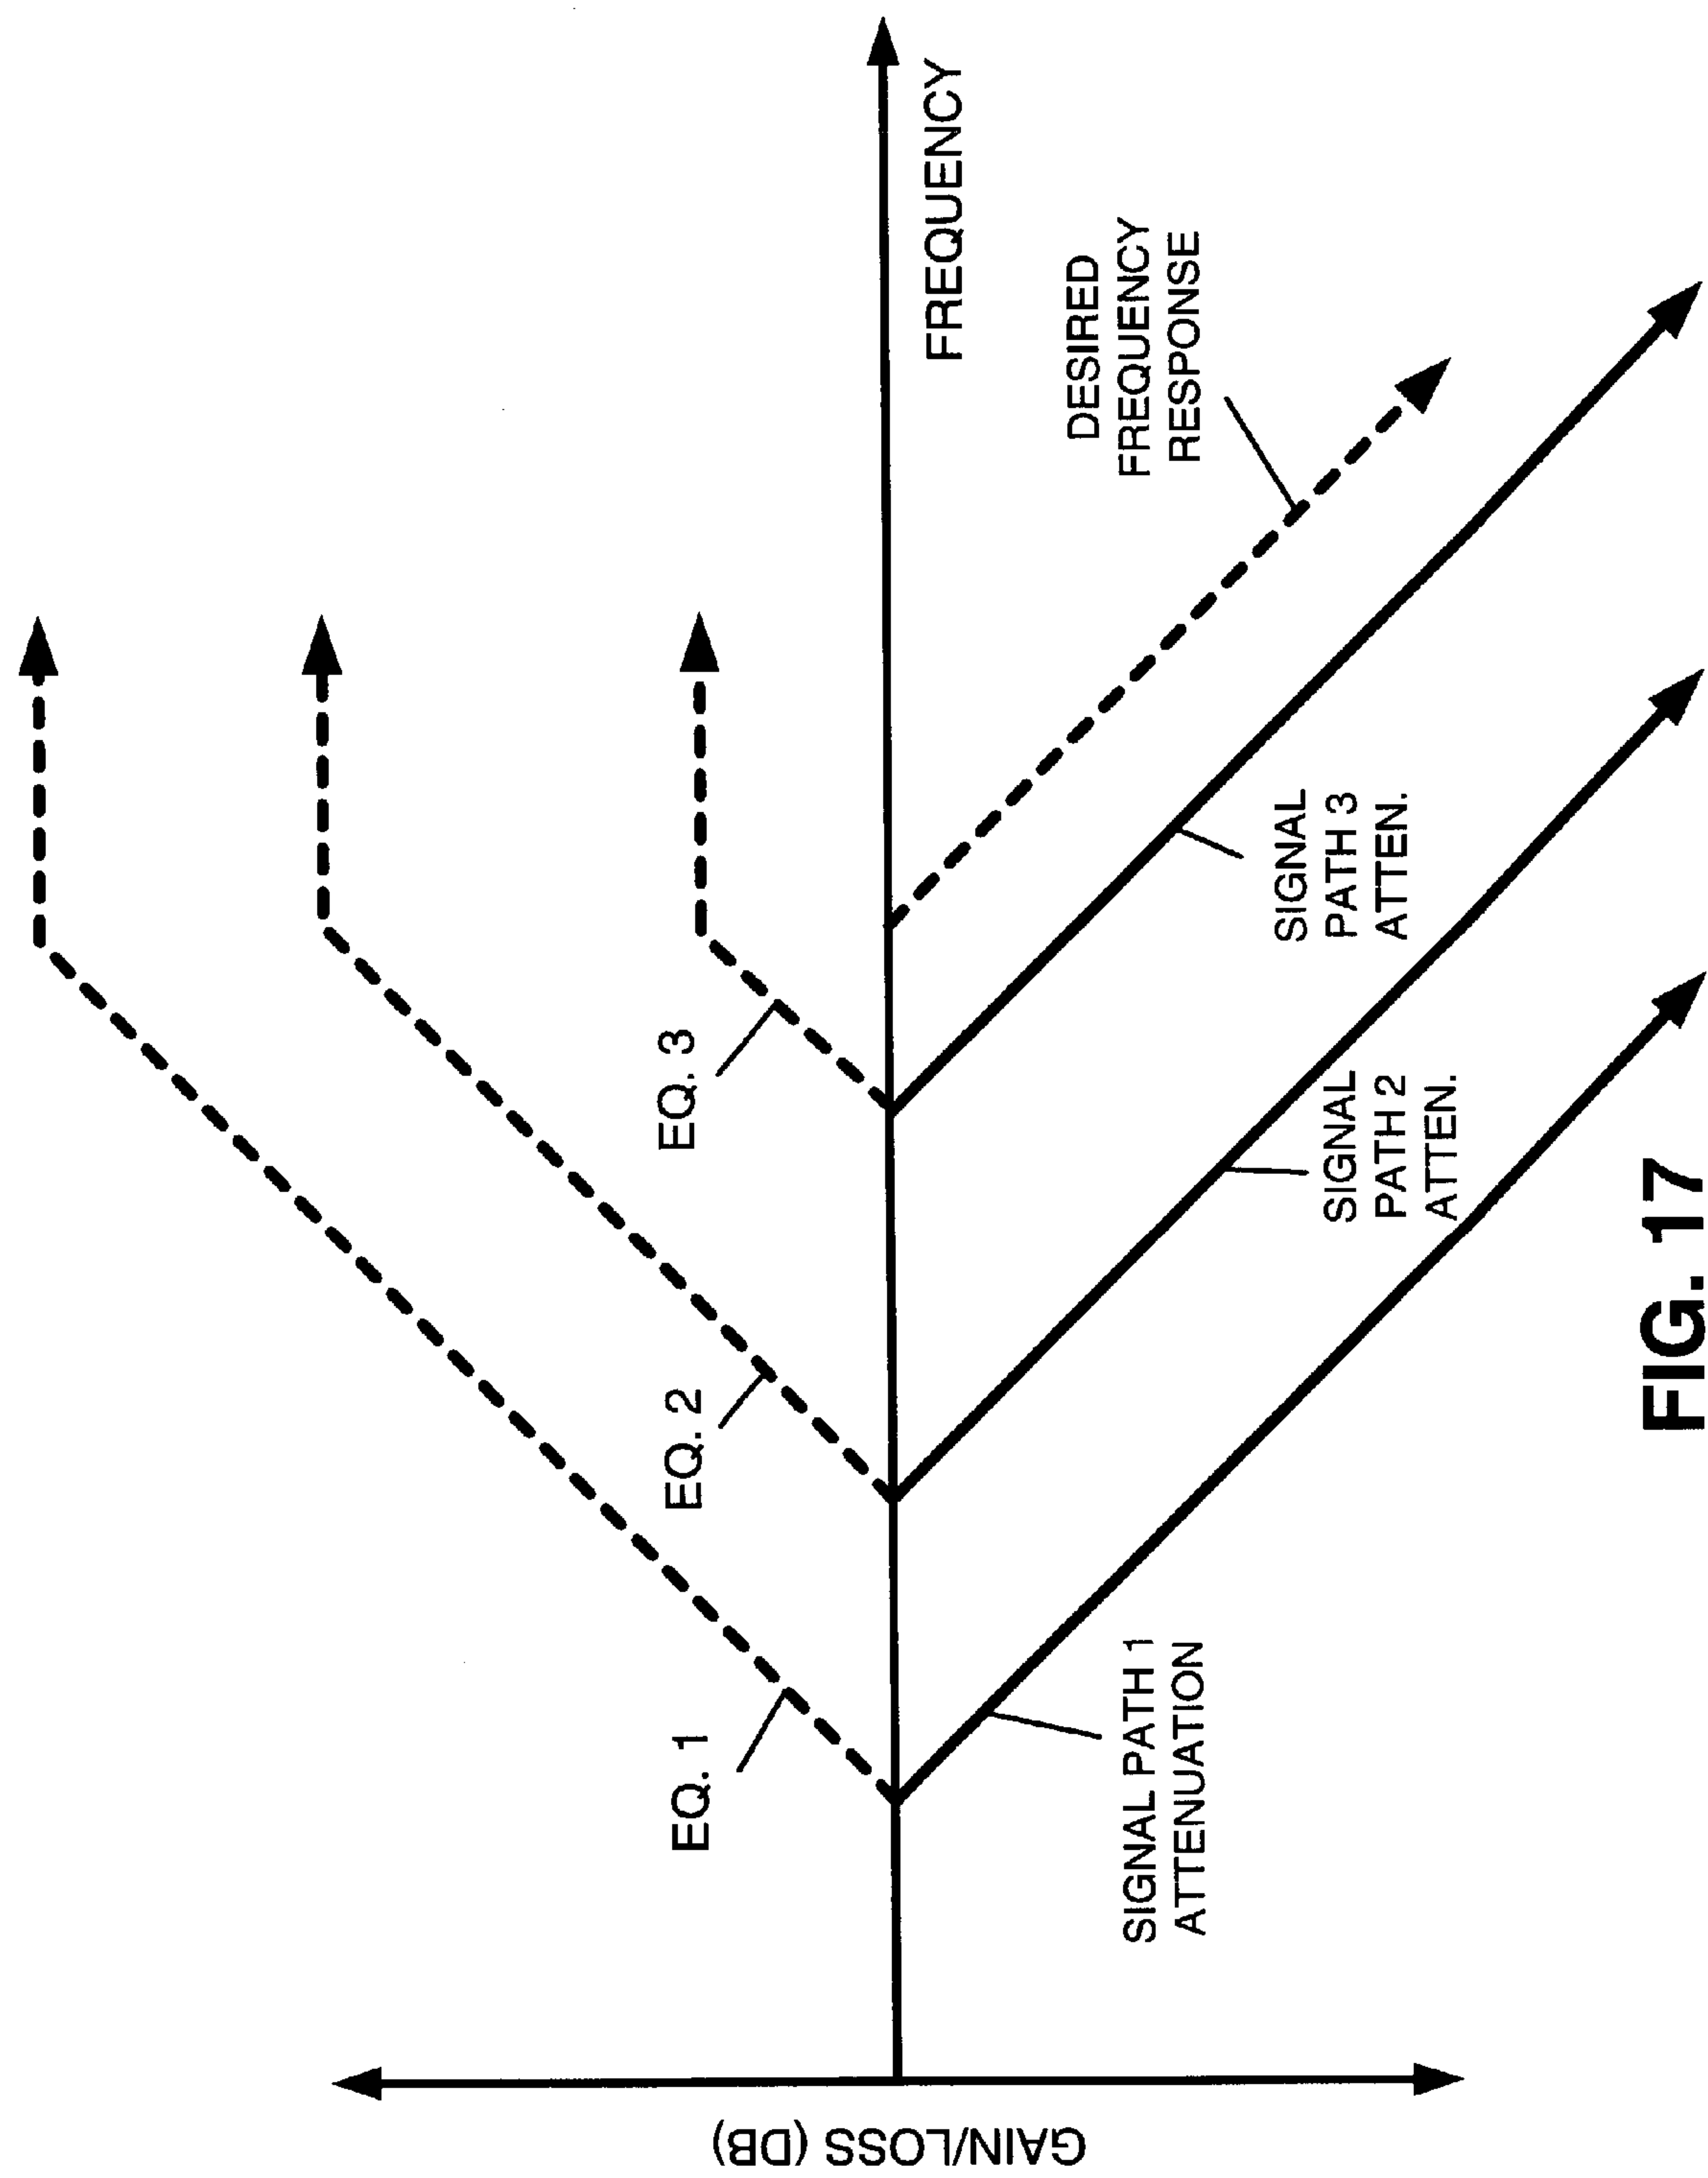 GAIN/LOSS (DB)
EQ. 1
EQ. 2
EQ. 3
FREQUENCY
DESIRED
FREQUENCY
RESPONSE
SIGNAL PATH 1
ATTENUATION
SIGNAL
PATH 2
ATTEN.
SIGNAL
PATH 3
ATTEN.
FIG. 17